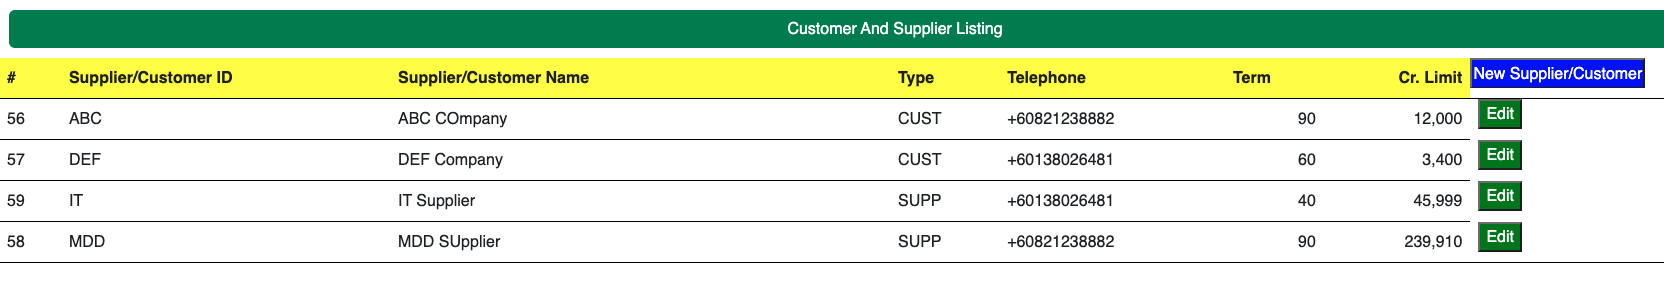 Customer And Supplier Listing
# Supplier/Customer ID Supplier/Customer Name Type Telephone Term Cr. Limit New Supplier/Customer
56 ABC ABC COmpany CUST +60821238882 90 12,000 Edit
57 DEF DEF Company CUST +60138026481 60 3,400 Edit
59 IT IT Supplier SUPP +60138026481 40 45,999 Edit
58 MDD MDD SUpplier SUPP +60821238882 90 239,910 Edit